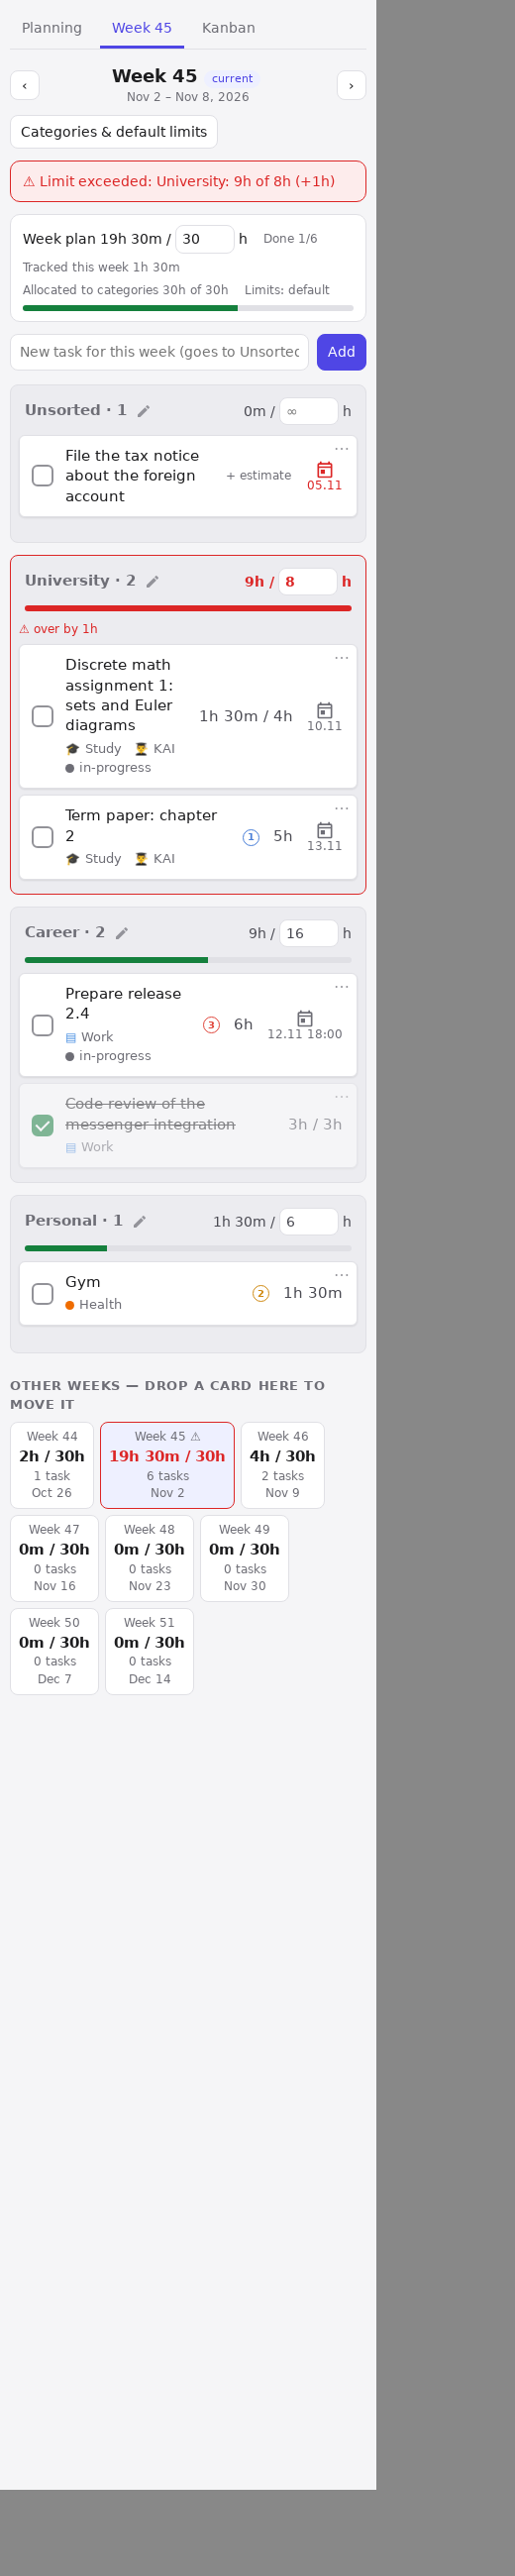 Planning Week 45 Kanban
‹ Week 45 current ›
Nov 2 – Nov 8, 2026
Categories & default limits
⚠ Limit exceeded: University: 9h of 8h (+1h)
Week plan 19h 30m / 30 h Done 1/6
Tracked this week 1h 30m
Allocated to categories 30h of 30h Limits: default
New task for this week (goes to Unsorted Add
Unsorted · 1 0m / ∞ h
File the tax notice
about the foreign
account
+ estimate
05.11
University · 2 9h / 8 h
⚠ over by 1h
Discrete math
assignment 1:
sets and Euler
diagrams
1h 30m / 4h
10.11
🎓 Study 👨‍🎓 KAI
in-progress
Term paper: chapter
2
1 5h
13.11
🎓 Study 👨‍🎓 KAI
Career · 2 9h / 16 h
Prepare release
2.4
3 6h
12.11 18:00
Work
in-progress
Code review of the
messenger integration
3h / 3h
Work
Personal · 1 1h 30m / 6 h
Gym
2 1h 30m
Health
OTHER WEEKS — DROP A CARD HERE TO
MOVE IT
Week 44
2h / 30h
1 task
Oct 26
Week 45 ⚠
19h 30m / 30h
6 tasks
Nov 2
Week 46
4h / 30h
2 tasks
Nov 9
Week 47
0m / 30h
0 tasks
Nov 16
Week 48
0m / 30h
0 tasks
Nov 23
Week 49
0m / 30h
0 tasks
Nov 30
Week 50
0m / 30h
0 tasks
Dec 7
Week 51
0m / 30h
0 tasks
Dec 14